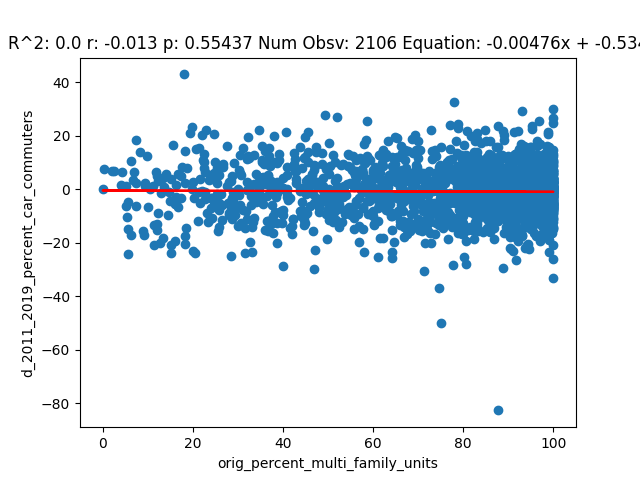 R^2: 0.0 r: -0.013 p: 0.55437 Num Obsv: 2106 Equation: -0.00476x + -0.534
40
20
0
−20
−40
−60
−80
d_2011_2019_percent_car_commuters
0 20 40 60 80 100
orig_percent_multi_family_units